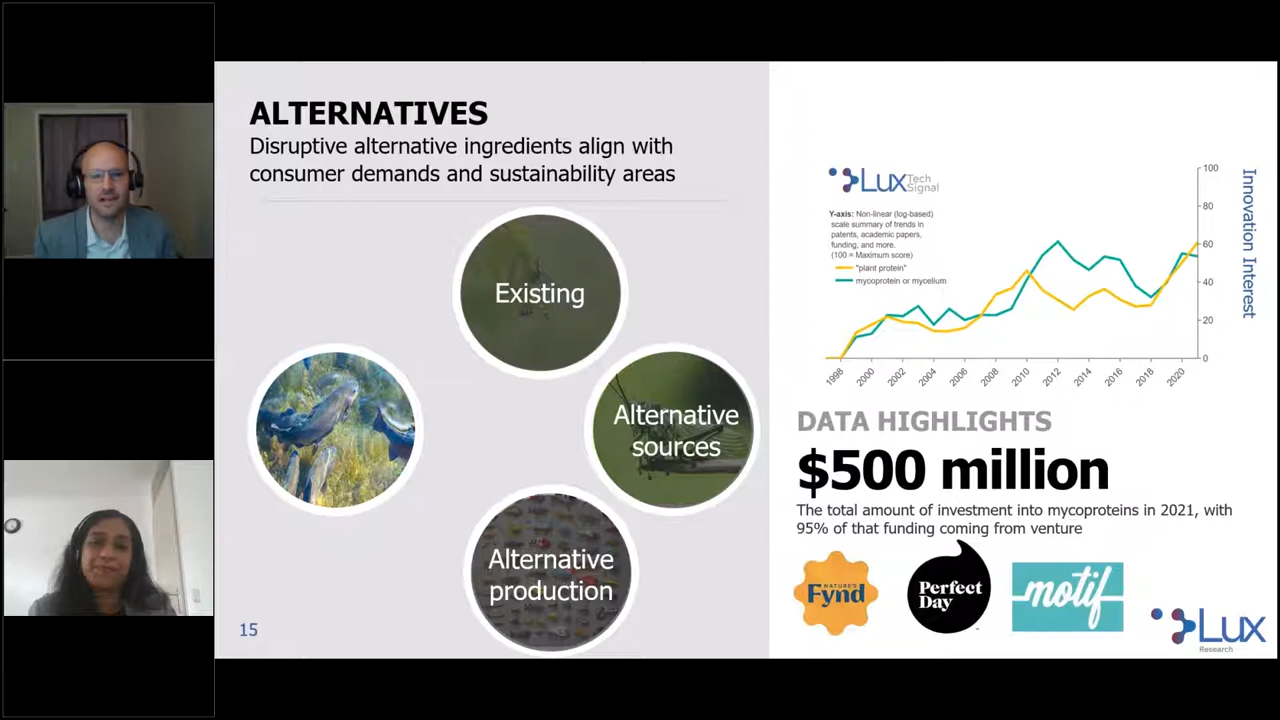 ALTERNATIVES
Disruptive alternative ingredients align with
consumer demands and sustainability areas
Existing
Alternative
sources
Alternative
production
15
Lux Tech
Signal
Y-axis: Non-linear (log-based)
scale summary of trends in
patents, academic papers,
funding, and more.
(100 = Maximum score)
"plant protein"
mycoprotein or mycelium
100
80
60
40
20
0
Innovation Interest
1998
2000
2002
2004
2006
2008
2010
2012
2014
2016
2018
2020
DATA HIGHLIGHTS
$500 million
The total amount of investment into mycoproteins in 2021, with
95% of that funding coming from venture
NATURE'S
Fynd
Perfect
Day
motif
Lux
Research